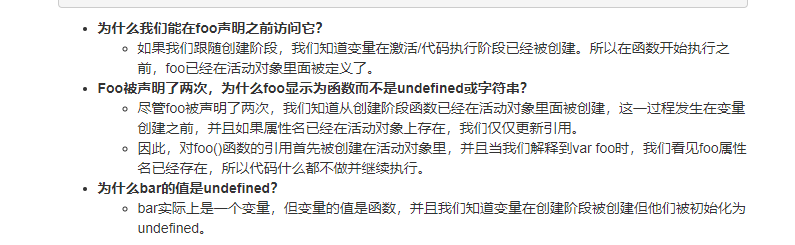 为什么我们能在foo声明之前访问它？
如果我们跟随创建阶段，我们知道变量在激活/代码执行阶段已经被创建。所以在函数开始执行之
前，foo已经在活动对象里面被定义了。
Foo被声明了两次，为什么foo显示为函数而不是undefined或字符串？
尽管foo被声明了两次，我们知道从创建阶段函数已经在活动对象里面被创建，这一过程发生在变量
创建之前，并且如果属性名已经在活动对象上存在，我们仅仅更新引用。
因此，对foo()函数的引用首先被创建在活动对象里，并且当我们解释到var foo时，我们看见foo属性
名已经存在，所以代码什么都不做并继续执行。
为什么bar的值是undefined？
bar实际上是一个变量，但变量的值是函数，并且我们知道变量在创建阶段被创建但他们被初始化为
undefined。